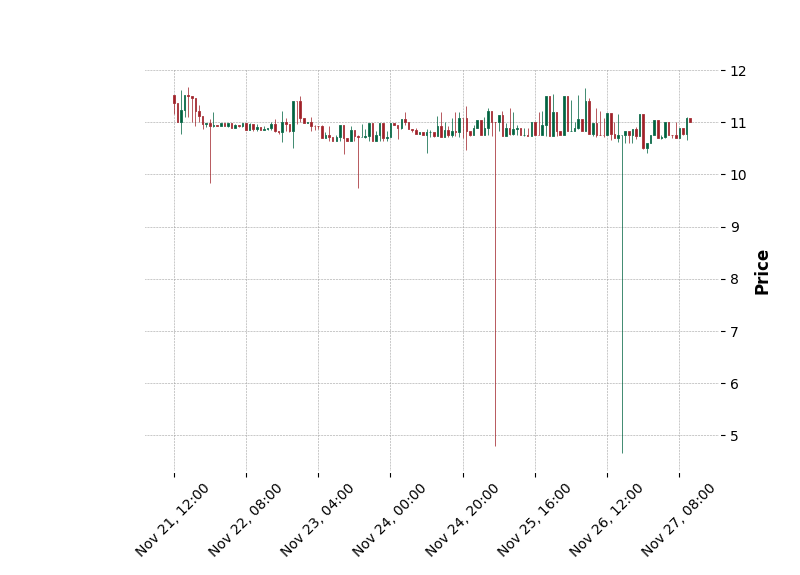 12
11
10
9
8
7
6
5
Price
Nov 21, 12:00
Nov 22, 08:00
Nov 23, 04:00
Nov 24, 00:00
Nov 24, 20:00
Nov 25, 16:00
Nov 26, 12:00
Nov 27, 08:00